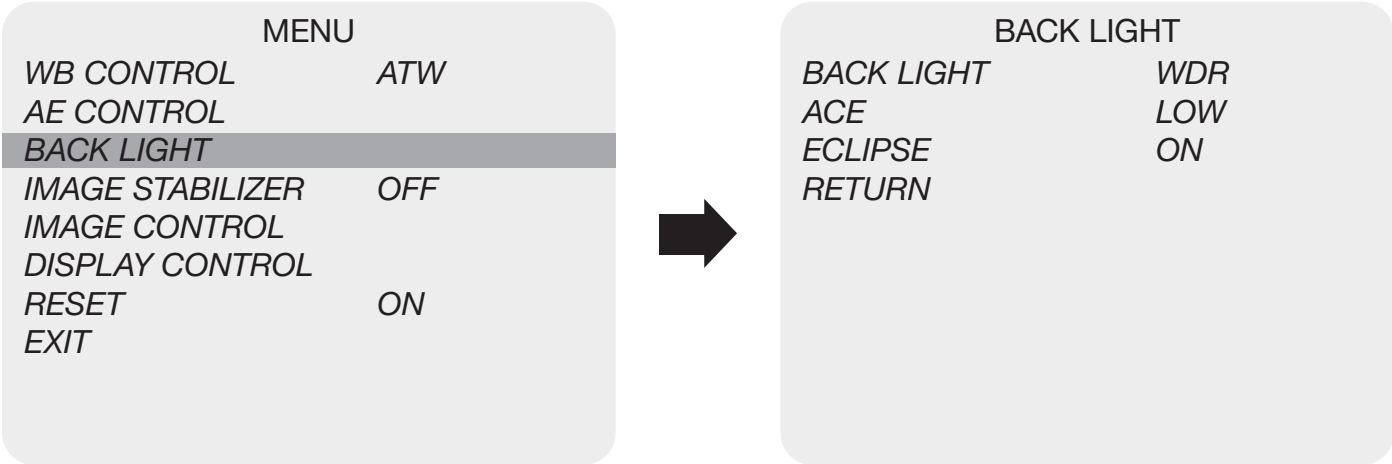 MENU
WB CONTROL ATW
AE CONTROL
BACK LIGHT
IMAGE STABILIZER OFF
IMAGE CONTROL
DISPLAY CONTROL
RESET ON
EXIT
BACK LIGHT
BACK LIGHT WDR
ACE LOW
ECLIPSE ON
RETURN